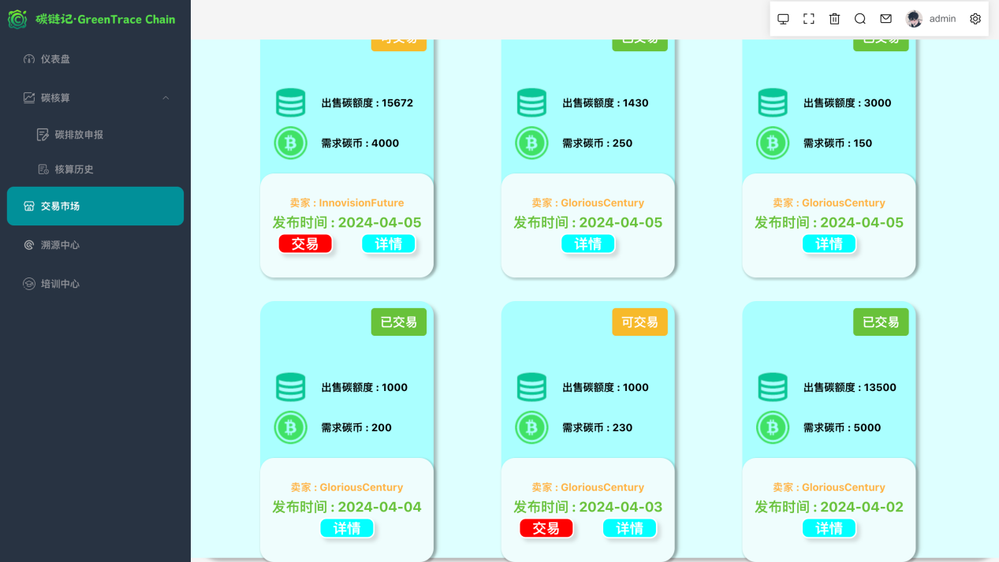 碳链记·GreenTrace Chain
admin
仪表盘
碳核算
碳排放申报
核算历史
交易市场
溯源中心
培训中心
可交易
已交易
已交易
出售碳额度 : 15672
需求碳币 : 4000
卖家 : InnovisionFuture
发布时间 : 2024-04-05
交易
详情
出售碳额度 : 1430
需求碳币 : 250
卖家 : GloriousCentury
发布时间 : 2024-04-05
详情
出售碳额度 : 3000
需求碳币 : 150
卖家 : GloriousCentury
发布时间 : 2024-04-05
详情
已交易
出售碳额度 : 1000
需求碳币 : 200
卖家 : GloriousCentury
发布时间 : 2024-04-04
详情
可交易
出售碳额度 : 1000
需求碳币 : 230
卖家 : GloriousCentury
发布时间 : 2024-04-03
交易
详情
已交易
出售碳额度 : 13500
需求碳币 : 5000
卖家 : GloriousCentury
发布时间 : 2024-04-02
详情